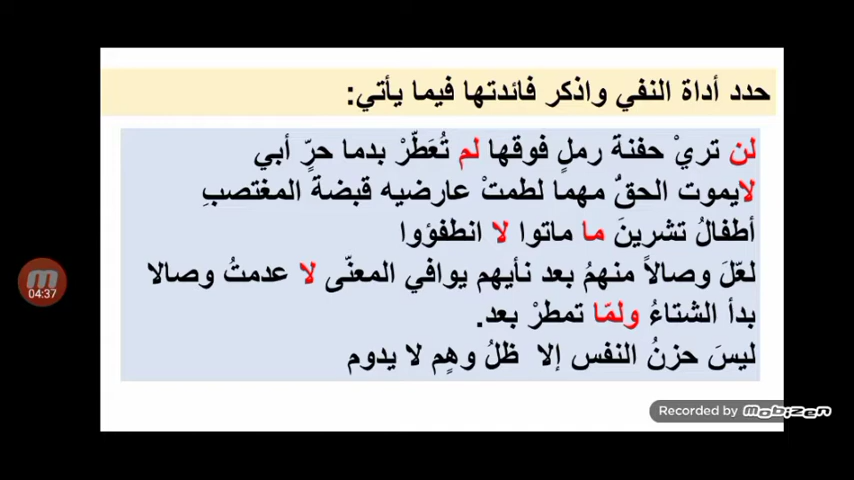 حدد أداة النفي واذكر فائدتها فيما يأتي:
لن تريْ حفنة رملٍ فوقها لم تُعَطّرْ بدما حرٍّ أبي
لايموت الحقُّ مهما لطمتْ عارضيه قبضةُ المغتصبِ
أطفالُ تشرينَ ما ماتوا لا انطفؤوا
لعّلَ وصالاً منهمُ بعد نأيهم يوافي المعنّى لا عدمتُ وصالا
بدأ الشتاءُ ولمّا تمطرْ بعد.
ليسَ حزنُ النفس إلا ظلُ وهِم لا يدوم
04:37
Recorded by mobizen